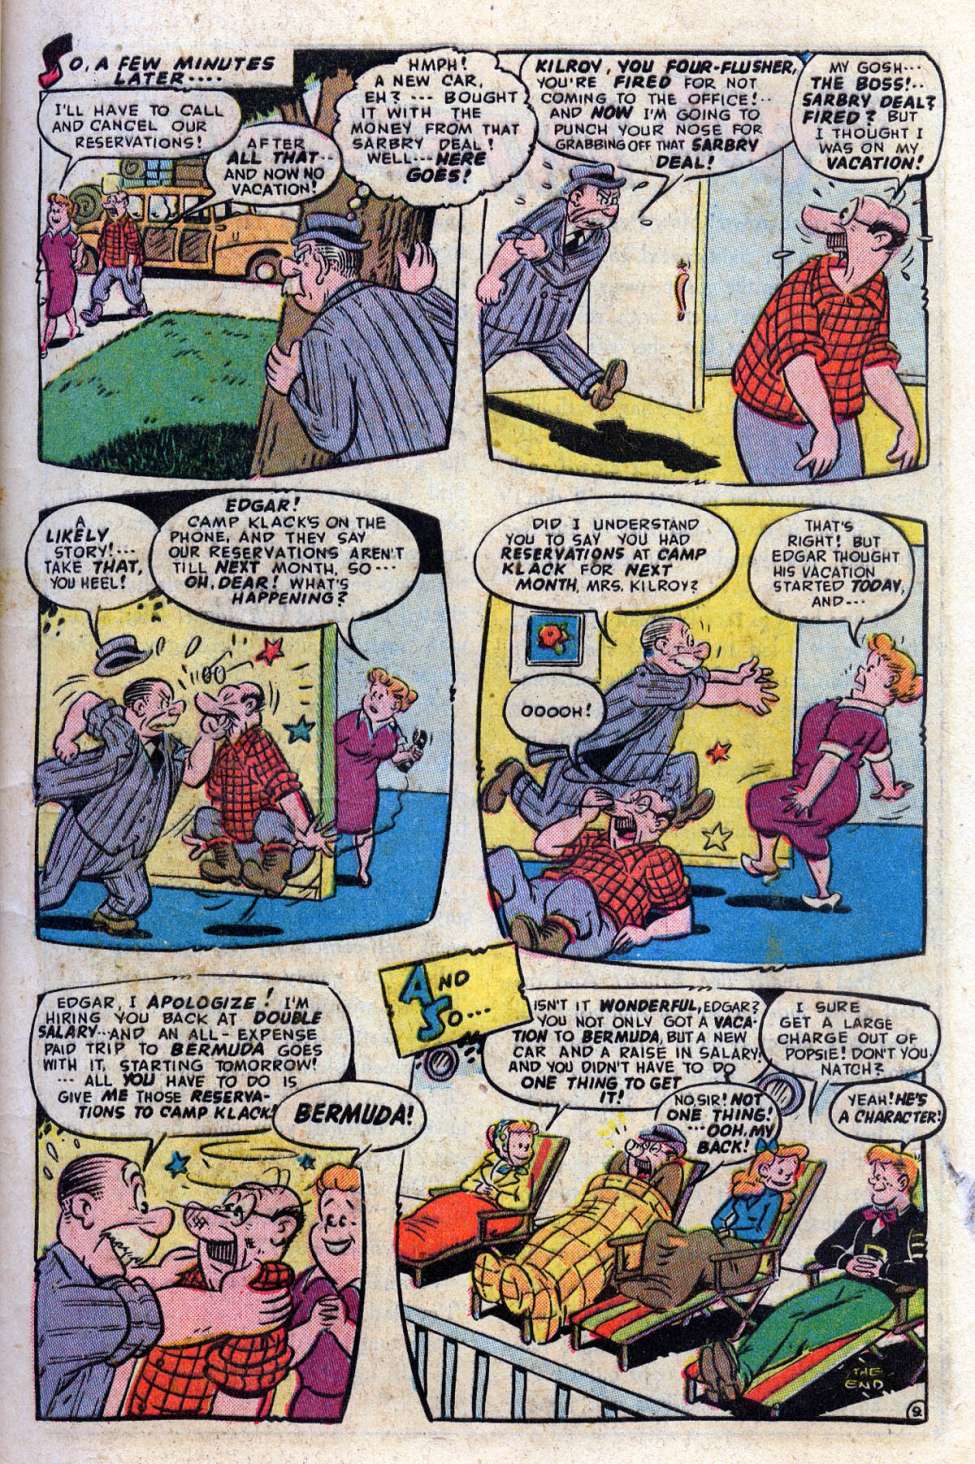 SO, A FEW MINUTES
LATER----
I'LL HAVE TO CALL
AND CANCEL OUR
RESERVATIONS!
AFTER
ALL THAT--
AND NOW NO
VACATION!
HMPH!
A NEW CAR,
EH? --- BOUGHT
IT WITH THE
MONEY FROM THAT
SARBRY DEAL!
WELL---HERE
GOES!
KILROY, YOU FOUR-FLUSHER,
YOU'RE FIRED FOR NOT
COMING TO THE OFFICE!--
AND NOW I'M GOING TO
PUNCH YOUR NOSE FOR
GRABBING OFF THAT SARBRY
DEAL!
MY GOSH---
THE BOSS!--
SARBRY DEAL?
FIRED? BUT
I THOUGHT I
WAS ON MY
VACATION!
A
LIKELY
STORY!---
TAKE THAT,
YOU HEEL!
EDGAR!
CAMP KLACK'S ON THE
PHONE, AND THEY SAY
OUR RESERVATIONS AREN'T
TILL NEXT MONTH, SO---
OH, DEAR! WHAT'S
HAPPENING?
DID I UNDERSTAND
YOU TO SAY YOU HAD
RESERVATIONS AT CAMP
KLACK FOR NEXT
MONTH, MRS. KILROY?
OOOOH!
THAT'S
RIGHT! BUT
EDGAR THOUGHT
HIS VACATION
STARTED TODAY,
AND---
EDGAR, I APOLOGIZE! I'M
HIRING YOU BACK AT DOUBLE
SALARY---AND AN ALL-EXPENSE
PAID TRIP TO BERMUDA GOES
WITH IT, STARTING TOMORROW!
--- ALL YOU HAVE TO DO IS
GIVE ME THOSE RESERVA-
TIONS TO CAMP KLACK!
BERMUDA!
AND
SO...
ISN'T IT WONDERFUL, EDGAR?
YOU NOT ONLY GOT A VACA-
TION TO BERMUDA, BUT A NEW
CAR AND A RAISE IN SALARY!
AND YOU DIDN'T HAVE TO DO
ONE THING TO GET
IT!
NO, SIR! NOT
ONE THING!
---OOH, MY
BACK!
I SURE
GET A LARGE
CHARGE OUT OF
POPSIE! DON'T YOU,
NATCH?
YEAH! HE'S
A CHARACTER!
THE
END
9